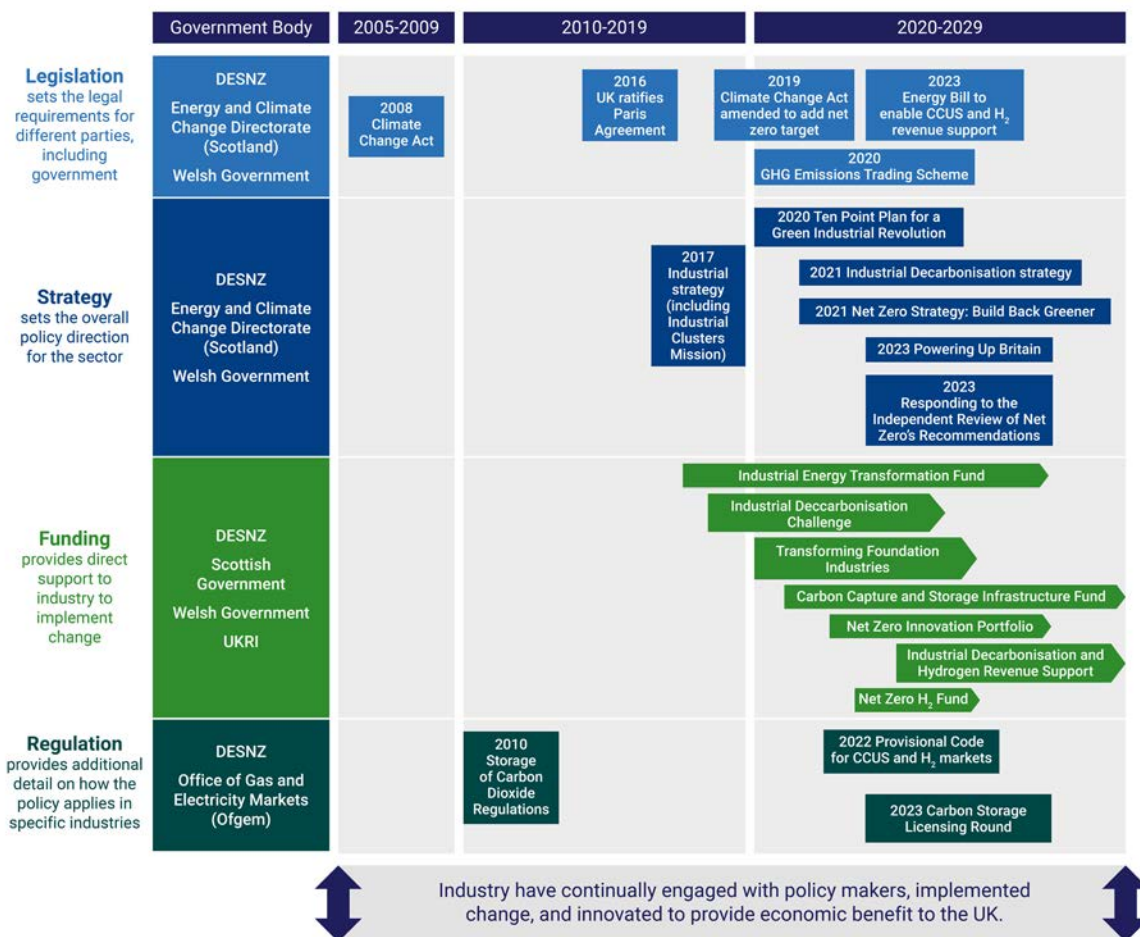 Government Body
2005-2009
2010-2019
2020-2029
Legislation
sets the legal
requirements for
different parties,
including
government
DESNZ
Energy and Climate
Change Directorate
(Scotland)
Welsh Government
2008
Climate
Change Act
2016
UK ratifies
Paris
Agreement
2019
Climate Change Act
amended to add net
zero target
2023
Energy Bill to
enable CCUS and H₂
revenue support
2020
GHG Emissions Trading Scheme
Strategy
sets the overall
policy direction
for the sector
DESNZ
Energy and Climate
Change Directorate
(Scotland)
Welsh Government
2017
Industrial
strategy
(including
Industrial
Clusters
Mission)
2020 Ten Point Plan for a
Green Industrial Revolution
2021 Industrial Decarbonisation strategy
2021 Net Zero Strategy: Build Back Greener
2023 Powering Up Britain
2023
Responding to the
Independent Review of Net
Zero's Recommendations
Funding
provides direct
support to
industry to
implement
change
DESNZ
Scottish
Government
Welsh Government
UKRI
Industrial Energy Transformation Fund
Industrial Deccarbonisation
Challenge
Transforming Foundation
Industries
Carbon Capture and Storage Infrastructure Fund
Net Zero Innovation Portfolio
Industrial Decarbonisation and
Hydrogen Revenue Support
Net Zero H₂ Fund
Regulation
provides additional
detail on how the
policy applies in
specific industries
DESNZ
Office of Gas and
Electricity Markets
(Ofgem)
2010
Storage
of Carbon
Dioxide
Regulations
2022 Provisional Code
for CCUS and H₂ markets
2023 Carbon Storage
Licensing Round
Industry have continually engaged with policy makers, implemented
change, and innovated to provide economic benefit to the UK.